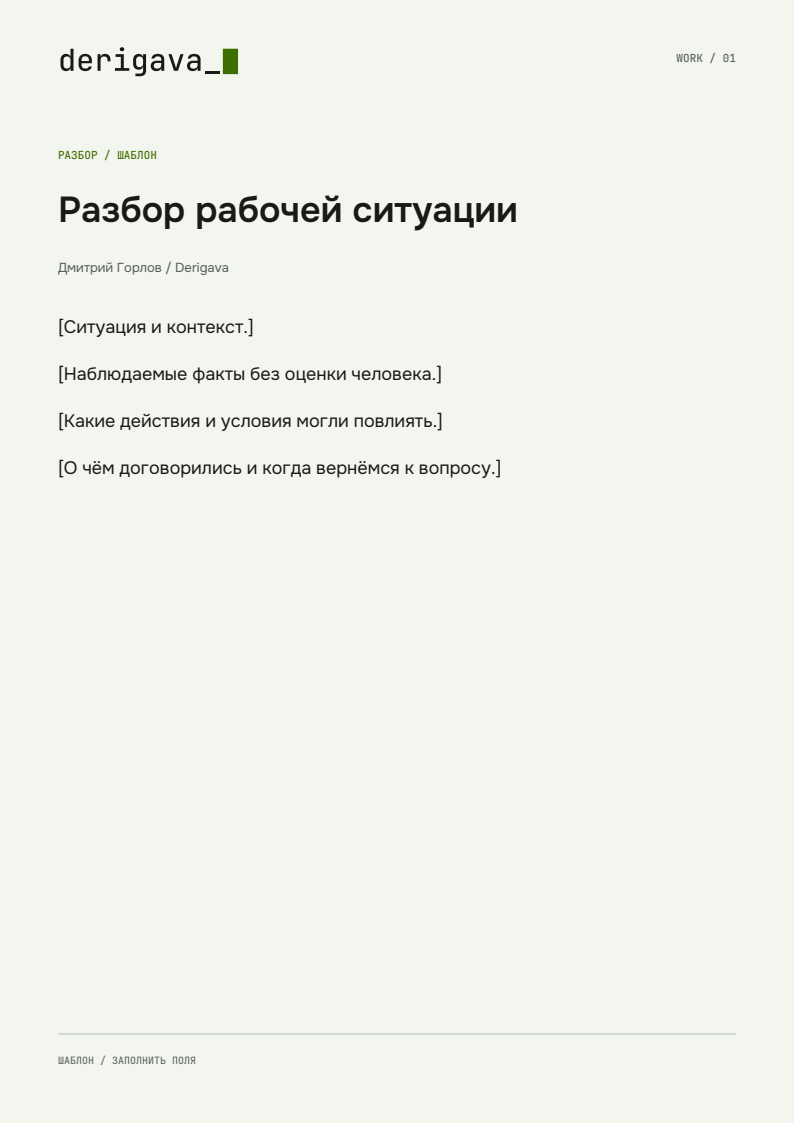 derigava_
WORK / 01
РАЗБОР / ШАБЛОН
Разбор рабочей ситуации
Дмитрий Горлов / Derigava
[Ситуация и контекст.]
[Наблюдаемые факты без оценки человека.]
[Какие действия и условия могли повлиять.]
[О чём договорились и когда вернёмся к вопросу.]
ШАБЛОН / ЗАПОЛНИТЬ ПОЛЯ